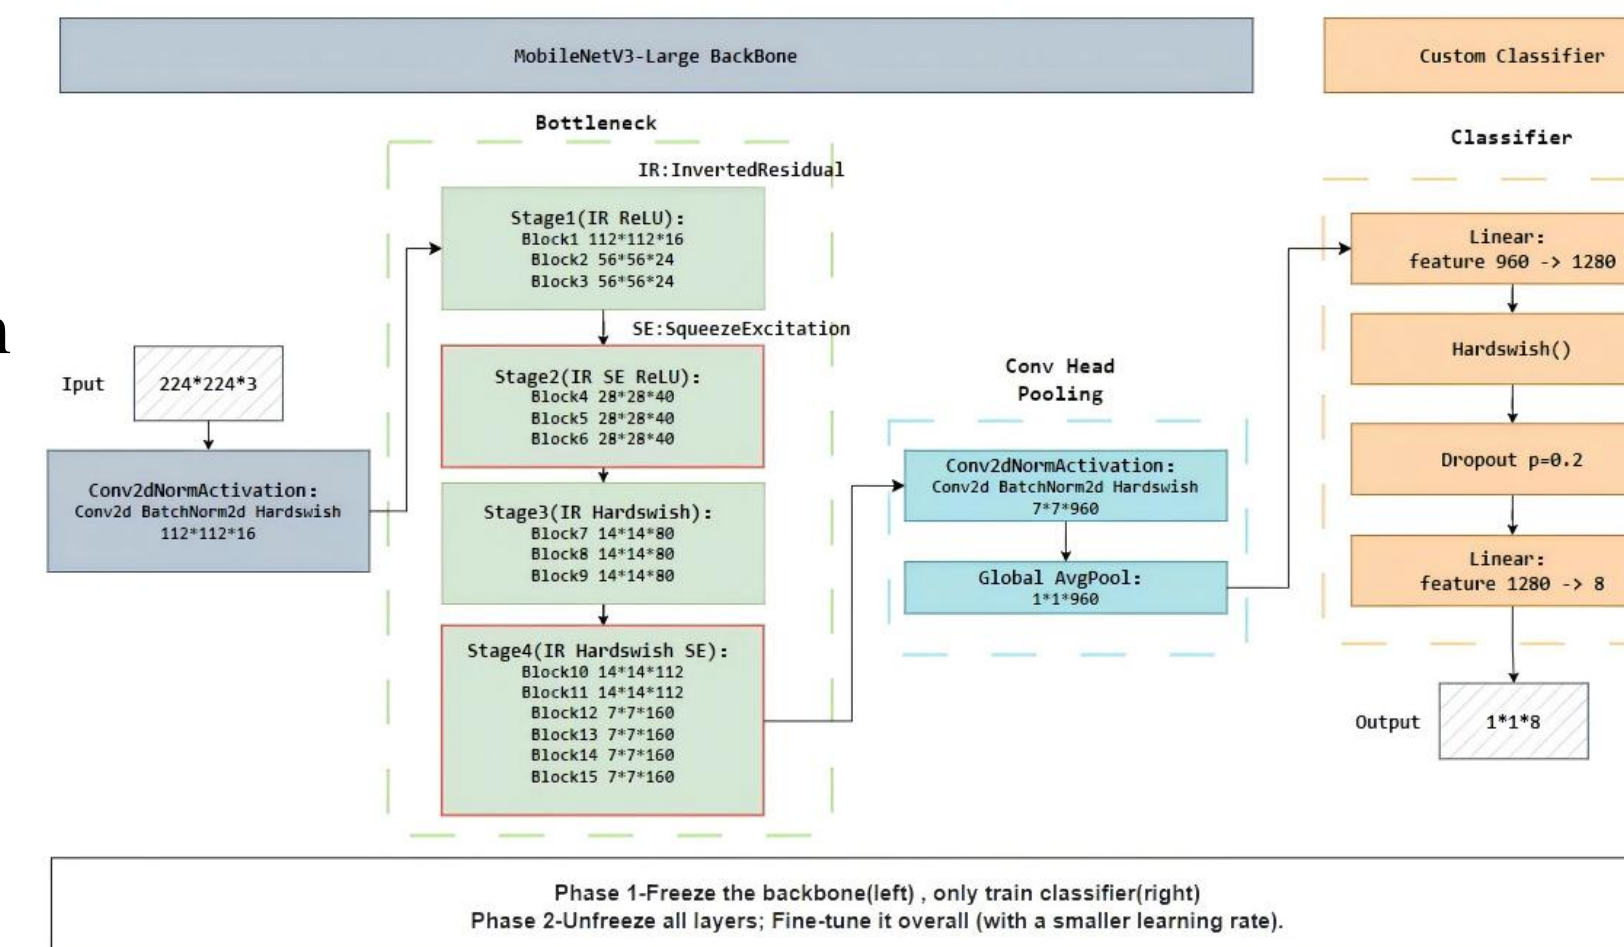 MobileNetV3-Large BackBone
Custom Classifier
Bottleneck
IR:InvertedResidual
Stage1(IR ReLU):
Block1 112*112*16
Block2 56*56*24
Block3 56*56*24
SE:SqueezeExcitation
Stage2(IR SE ReLU):
Block4 28*28*40
Block5 28*28*40
Block6 28*28*40
Stage3(IR Hardswish):
Block7 14*14*80
Block8 14*14*80
Block9 14*14*80
Stage4(IR Hardswish SE):
Block10 14*14*112
Block11 14*14*112
Block12 7*7*160
Block13 7*7*160
Block14 7*7*160
Block15 7*7*160
n
Iput
224*224*3
Conv2dNormActivation:
Conv2d BatchNorm2d Hardswish
112*112*16
Conv Head
Pooling
Conv2dNormActivation:
Conv2d BatchNorm2d Hardswish
7*7*960
Global AvgPool:
1*1*960
Classifier
Linear:
feature 960 -> 1280
Hardswish()
Dropout p=0.2
Linear:
feature 1280 -> 8
Output
1*1*8
Phase 1-Freeze the backbone(left) , only train classifier(right)
Phase 2-Unfreeze all layers; Fine-tune it overall (with a smaller learning rate).